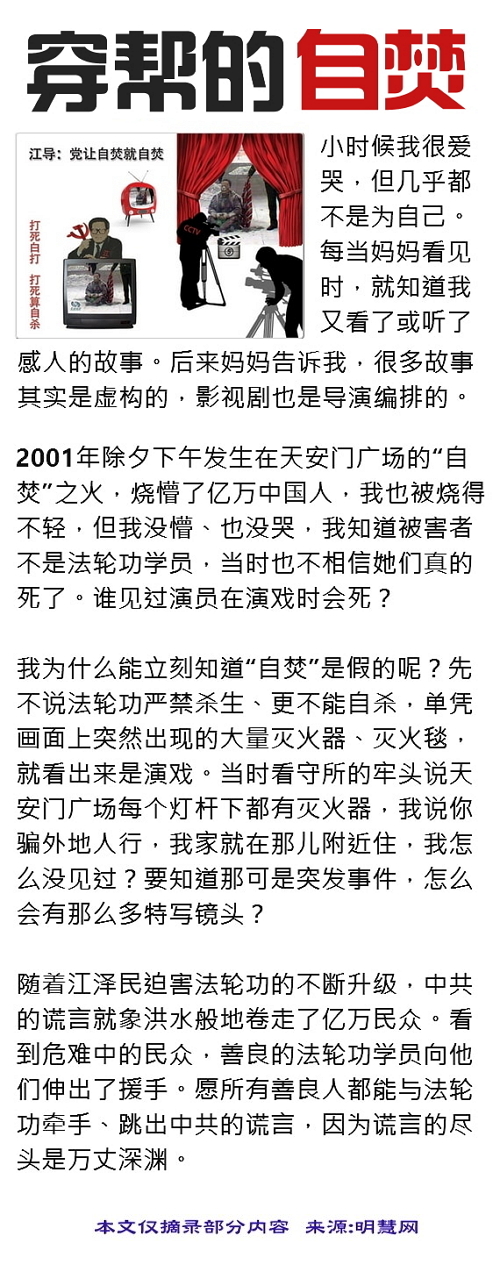 穿帮的自焚
江导：党让自焚就自焚
打死白打 打死算自杀
CCTV
小时候我很爱
哭，但几乎都
不是为自己。
每当妈妈看见
时，就知道我
又看了或听了
感人的故事。后来妈妈告诉我，很多故事
其实是虚构的，影视剧也是导演编排的。
2001年除夕下午发生在天安门广场的“自
焚”之火，烧懵了亿万中国人，我也被烧得
不轻，但我没懵、也没哭，我知道被害者
不是法轮功学员，当时也不相信她们真的
死了。谁见过演员在演戏时会死？
我为什么能立刻知道“自焚”是假的呢？先
不说法轮功严禁杀生、更不能自杀，单凭
画面上突然出现的大量灭火器、灭火毯，
就看出来是演戏。当时看守所的牢头说天
安门广场每个灯杆下都有灭火器，我说你
骗外地人行，我家就在那儿附近住，我怎
么没见过？要知道那可是突发事件，怎么
会有那么多特写镜头？
随着江泽民迫害法轮功的不断升级，中共
的谎言就象洪水般地卷走了亿万民众。看
到危难中的民众，善良的法轮功学员向他
们伸出了援手。愿所有善良人都能与法轮
功牵手、跳出中共的谎言，因为谎言的尽
头是万丈深渊。
本文仅摘录部分内容 来源:明慧网